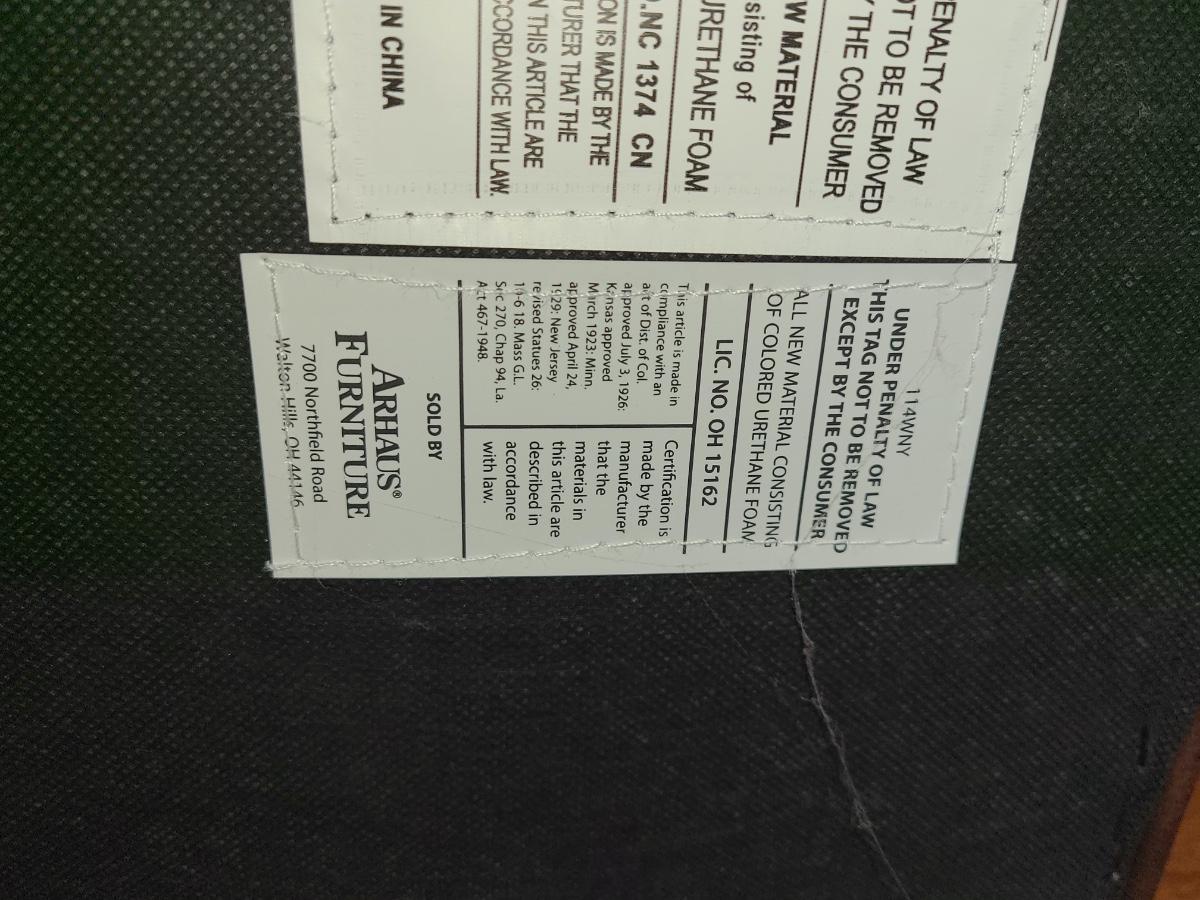 ENALTY OF LAW
OT TO BE REMOVED
THE CONSUMER
W MATERIAL
sisting of
URETHANE FOAM
.NC 1374 CN
ON IS MADE BY THE
TURER THAT THE
N THIS ARTICLE ARE
CCORDANCE WITH LAW.
IN CHINA
114WNY
UNDER PENALTY OF LAW
THIS TAG NOT TO BE REMOVED
EXCEPT BY THE CONSUMER
ALL NEW MATERIAL CONSISTING
OF COLORED URETHANE FOAM
LIC. NO. OH 15162
This article is made in
compliance with an
act of Dist. of Col.
approved July 3, 1926:
Kansas approved
March 1923: Minn.
approved April 24,
1929: New Jersey
revised Statues 26:
10-6 18. Mass G.L.
Sec 270, Chap 94, La.
Act 467-1948.
Certification is
made by the
manufacturer
that the
materials in
this article are
described in
accordance
with law.
SOLD BY
ARHAUS®
FURNITURE
7700 Northfield Road
Walton Hills, OH 44146